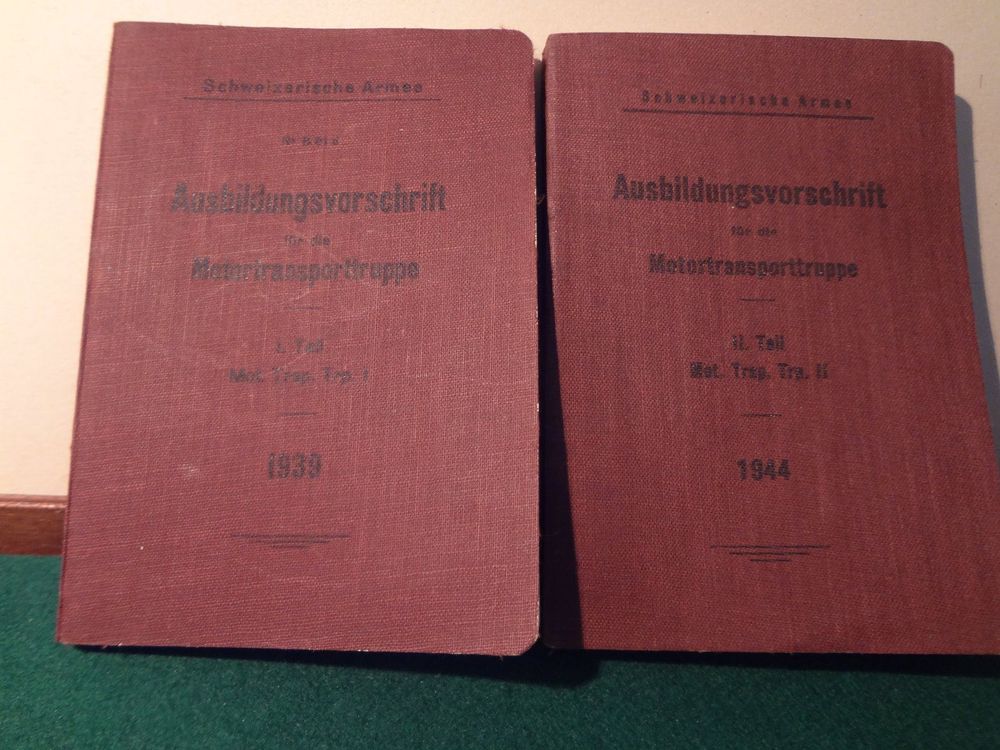 Schweizerische Armee
Ausbildungsvorschrift
für die
Motortransporttruppe
I. Teil
Mot. Trsp. Trp. I
1939
Schweizerische Armee
Ausbildungsvorschrift
für die
Motortransporttruppe
II. Teil
Mot. Trsp. Trp. II
1944